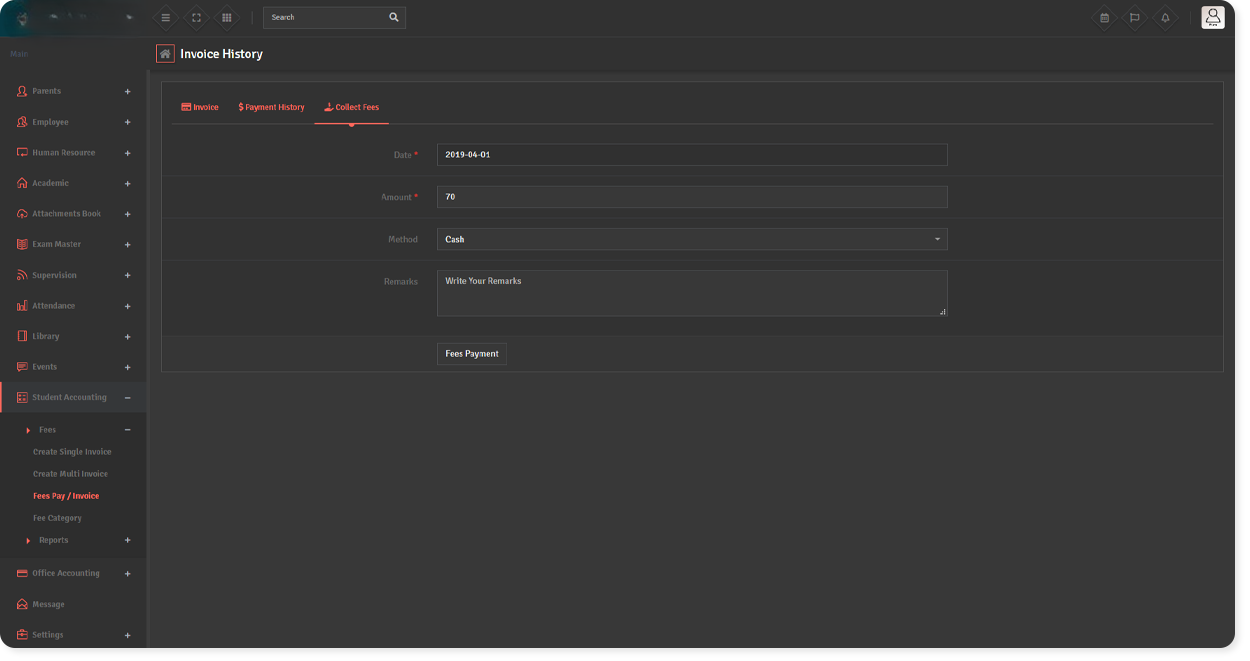 Search
Main
Invoice History
Parents
Employee
Human Resource
Academic
Attachments Book
Exam Master
Supervision
Attendance
Library
Events
Student Accounting
Fees
Create Single Invoice
Create Multi Invoice
Fees Pay / Invoice
Fee Category
Reports
Office Accounting
Message
Settings
Invoice
Payment History
Collect Fees
Date *
2019-04-01
Amount *
70
Method
Cash
Remarks
Write Your Remarks
Fees Payment